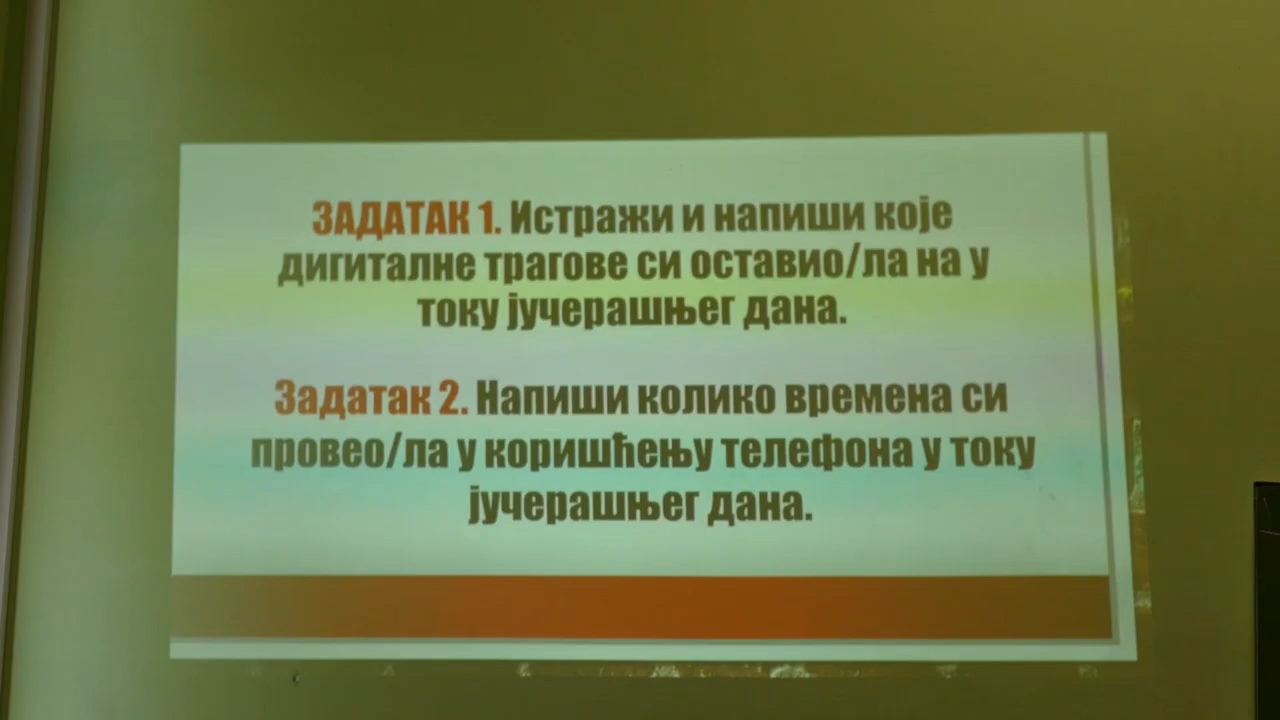 ЗАДАТАК 1. Истражи и напиши које
дигиталне трагове си оставио/ла на у
току јучерашњег дана.
Задатак 2. Напиши колико времена си
провео/ла у коришћењу телефона у току
јучерашњег дана.